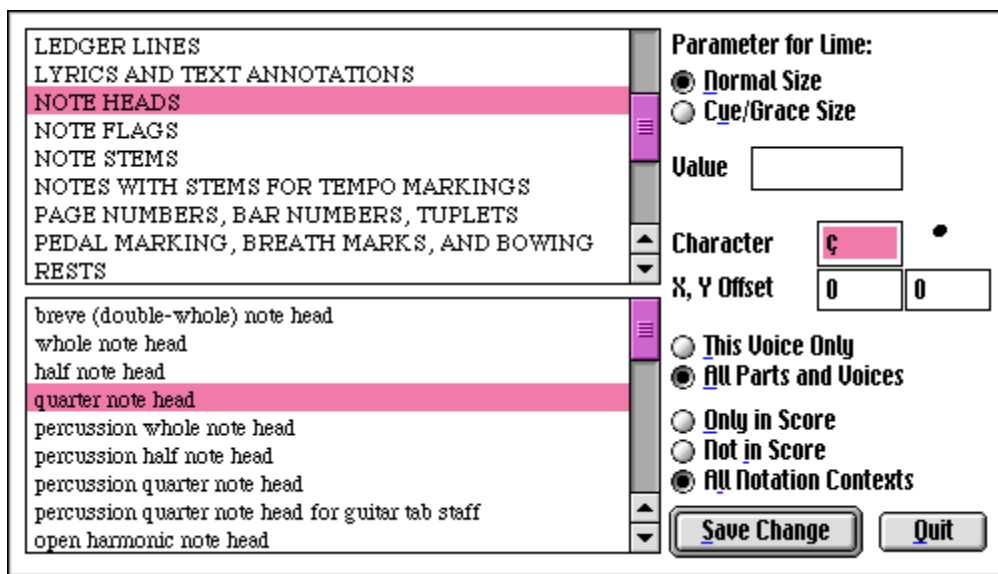 LEDGER LINES
LYRICS AND TEXT ANNOTATIONS
NOTE HEADS
NOTE FLAGS
NOTE STEMS
NOTES WITH STEMS FOR TEMPO MARKINGS
PAGE NUMBERS, BAR NUMBERS, TUPLETS
PEDAL MARKING, BREATH MARKS, AND BOWING
RESTS
breve (double-whole) note head
whole note head
half note head
quarter note head
percussion whole note head
percussion half note head
percussion quarter note head
percussion quarter note head for guitar tab staff
open harmonic note head
Parameter for Lime:
Normal Size
Cue/Grace Size
Value
Character ç
X, Y Offset 0 0
This Voice Only
All Parts and Voices
Only in Score
Not in Score
All Notation Contexts
Save Change Quit